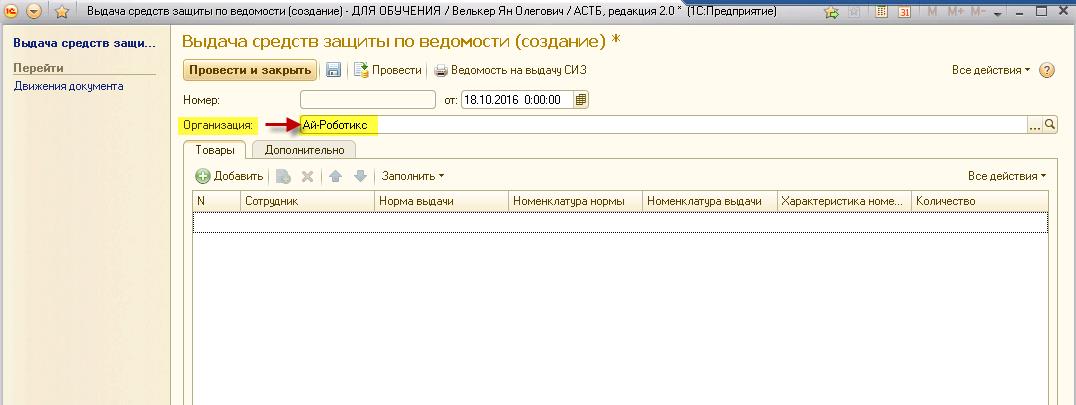 1С Выдача средств защиты по ведомости (создание) - ДЛЯ ОБУЧЕНИЯ / Велькер Ян Олегович / АСТБ, редакция 2.0 * (1С:Предприятие) 31 M M+ M-
Выдача средств защи...
Перейти
Движения документа
Выдача средств защиты по ведомости (создание) *
Провести и закрыть Провести Ведомость на выдачу СИЗ Все действия ?
Номер: от: 18.10.2016 0:00:00
Организация: Ай-Роботикс ...
Товары Дополнительно
Добавить Заполнить Все действия
N Сотрудник Норма выдачи Номенклатура нормы Номенклатура выдачи Характеристика номе... Количество